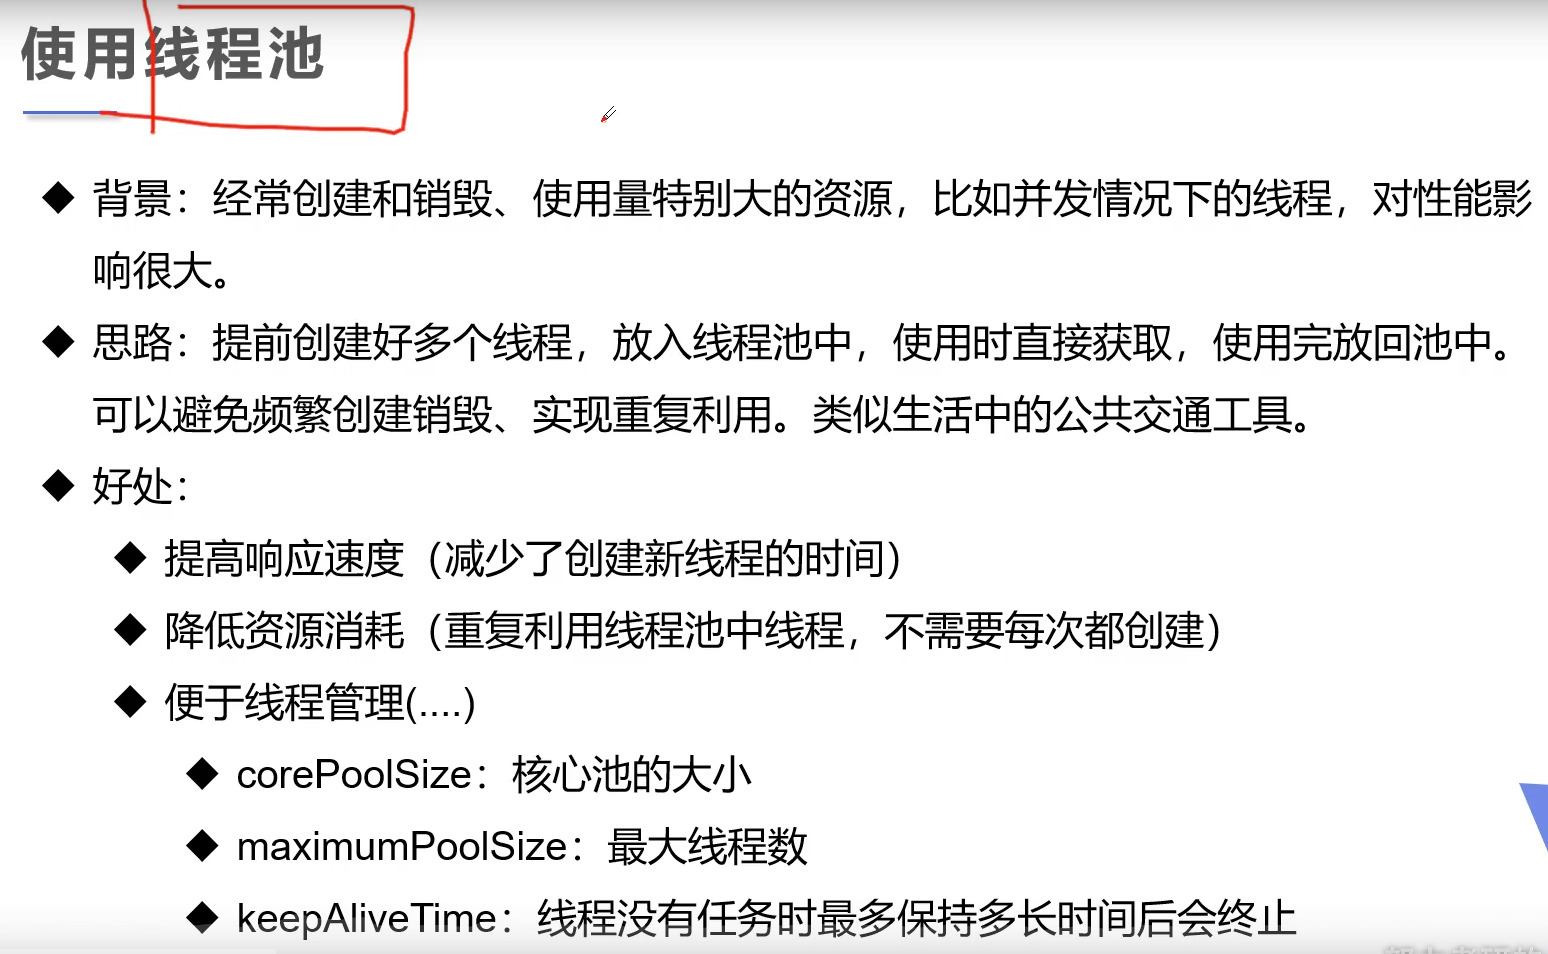 使用线程池
背景：经常创建和销毁、使用量特别大的资源，比如并发情况下的线程，对性能影
响很大。
思路：提前创建好多个线程，放入线程池中，使用时直接获取，使用完放回池中。
可以避免频繁创建销毁、实现重复利用。类似生活中的公共交通工具。
好处：
提高响应速度（减少了创建新线程的时间）
降低资源消耗（重复利用线程池中线程，不需要每次都创建）
便于线程管理(....)
corePoolSize：核心池的大小
maximumPoolSize：最大线程数
keepAliveTime：线程没有任务时最多保持多长时间后会终止